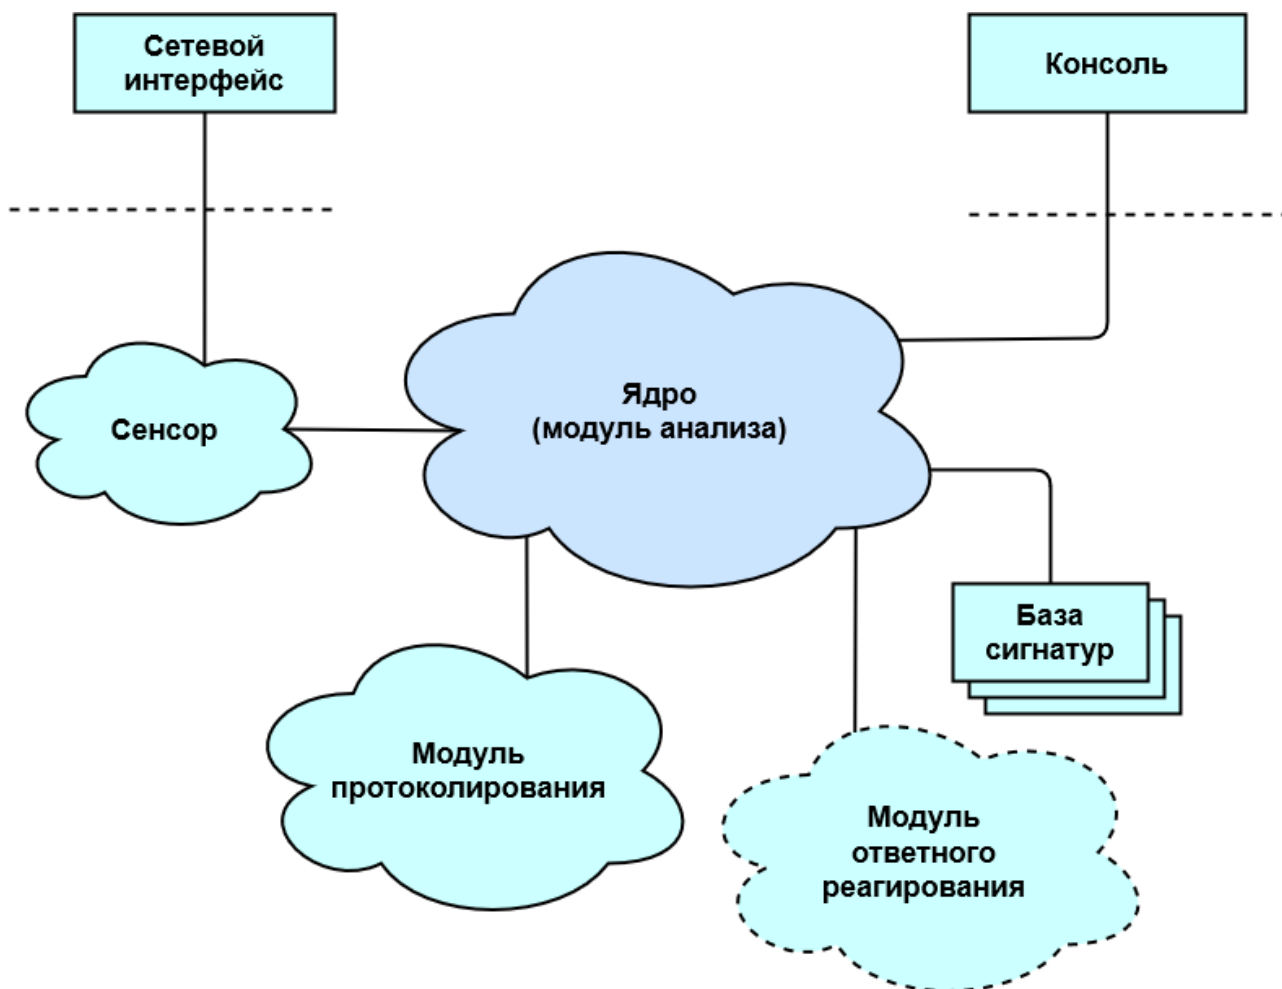 Сетевой
интерфейс
Консоль
Ядро
(модуль анализа)
Сенсор
База
сигнатур
Модуль
протоколирования
Модуль
ответного
реагирования